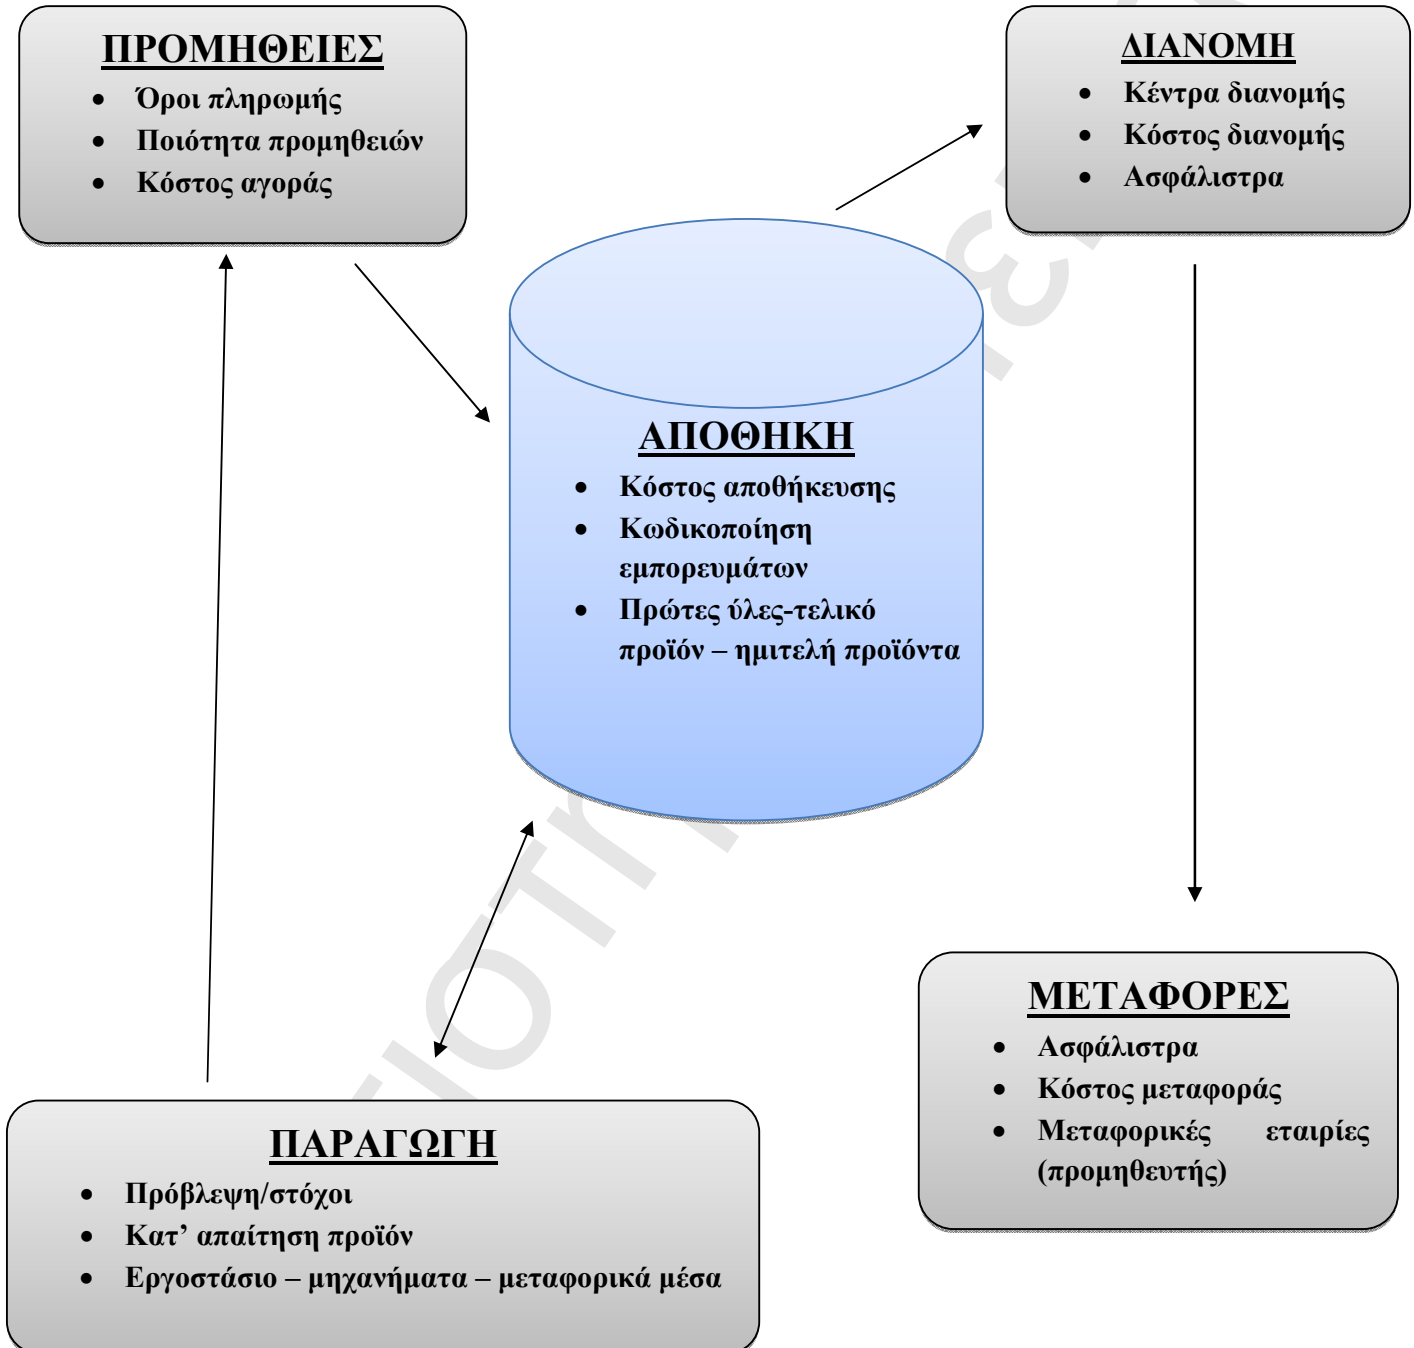 ΠΡΟΜΗΘΕΙΕΣ
• Όροι πληρωμής
• Ποιότητα προμηθειών
• Κόστος αγοράς
ΔΙΑΝΟΜΗ
• Κέντρα διανομής
• Κόστος διανομής
• Ασφάλιστρα
ΑΠΟΘΗΚΗ
• Κόστος αποθήκευσης
• Κωδικοποίηση
εμπορευμάτων
• Πρώτες ύλες-τελικό
προϊόν – ημιτελή προϊόντα
ΜΕΤΑΦΟΡΕΣ
• Ασφάλιστρα
• Κόστος μεταφοράς
• Μεταφορικές εταιρίες
(προμηθευτής)
ΠΑΡΑΓΩΓΗ
• Πρόβλεψη/στόχοι
• Κατ’ απαίτηση προϊόν
• Εργοστάσιο – μηχανήματα – μεταφορικά μέσα